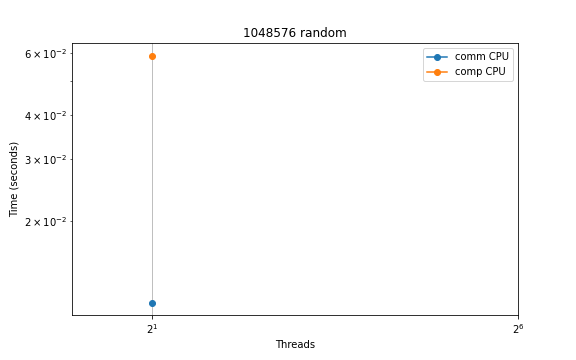 1048576 random
comm CPU
comp CPU
6 × 10⁻²
4 × 10⁻²
3 × 10⁻²
2 × 10⁻²
Time (seconds)
2¹
2⁶
Threads